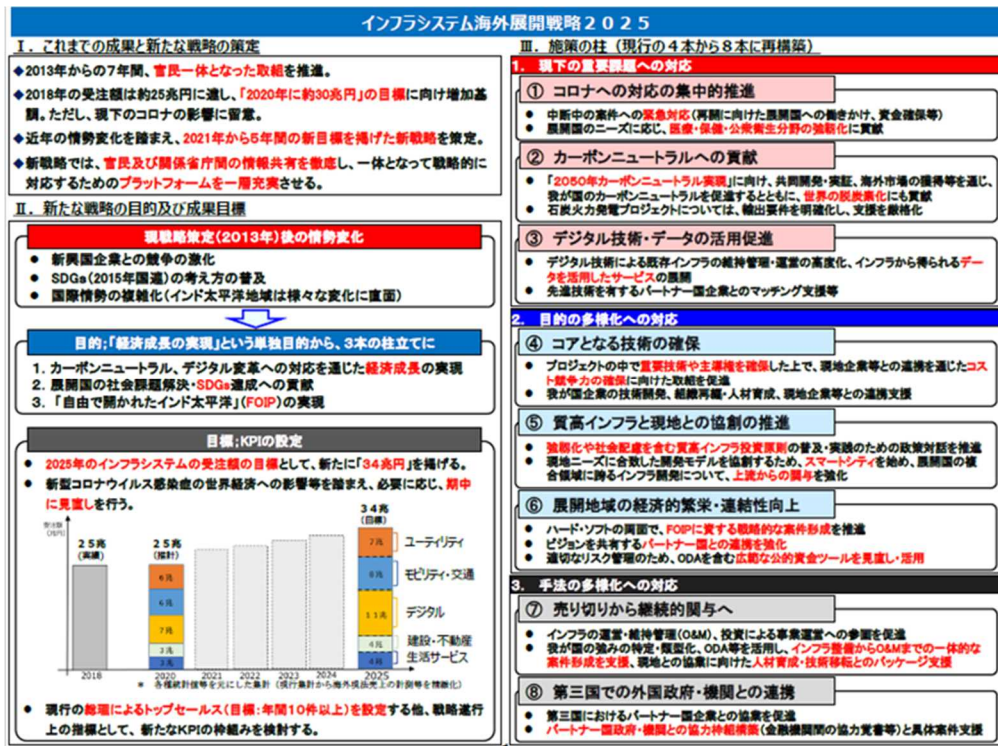 インフラシステム海外展開戦略２０２５
Ⅰ．これまでの成果と新たな戦略の策定
◆2013年からの７年間、官民一体となった取組を推進。
◆2018年の受注額は約25兆円に達し、「2020年に約30兆円」の目標に向け増加基
調。ただし、現下のコロナの影響に留意。
◆近年の情勢変化を踏まえ、2021年から５年間の新目標を掲げた新戦略を策定。
◆新戦略では、官民及び関係省庁間の情報共有を徹底し、一体となって戦略的に
対応するためのプラットフォームを一層充実させる。
Ⅱ．新たな戦略の目的及び成果目標
現戦略策定（2013年）後の情勢変化
● 新興国企業との競争の激化
● SDGs（2015年国連）の考え方の普及
● 国際情勢の複雑化（インド太平洋地域は様々な変化に直面）
目的；「経済成長の実現」という単独目的から、３本の柱立てに
1. カーボンニュートラル、デジタル変革への対応を通じた経済成長の実現
2. 展開国の社会課題解決・SDGs達成への貢献
3. 「自由で開かれたインド太平洋」（FOIP）の実現
目標；KPIの設定
● 2025年のインフラシステムの受注額の目標として、新たに「３４兆円」を掲げる。
● 新型コロナウイルス感染症の世界経済への影響等を踏まえ、必要に応じ、期中
に見直しを行う。
受注額
（兆円）
２５兆
（実績）
２５兆
（推計）
３４兆
（目標）
６兆
６兆
７兆
３兆
３兆
７兆
８兆
１１兆
４兆
４兆
ユーティリティ
モビリティ・交通
デジタル
建設・不動産
生活サービス
2018 2020 2021 2022 2023 2024 2025
＊ 各種統計値等を元にした集計（現行集計から海外現法売上の計測等を精緻化）
● 現行の総理によるトップセールス（目標：年間１０件以上）を設定する他、戦略遂行
上の指標として、新たなKPIの枠組みを検討する。
Ⅲ．施策の柱（現行の４本から８本に再構築）
1. 現下の重要課題への対応
① コロナへの対応の集中的推進
● 中断中の案件への緊急対応（再開に向けた展開国への働きかけ、資金確保等）
● 展開国のニーズに応じ、医療・保健・公衆衛生分野の強靱化に貢献
② カーボンニュートラルへの貢献
● 「２０５０年カーボンニュートラル実現」に向け、共同開発・実証、海外市場の獲得等を通じ、
我が国のカーボンニュートラルを促進するとともに、世界の脱炭素化にも貢献
● 石炭火力発電プロジェクトについては、輸出要件を明確化し、支援を厳格化
③ デジタル技術・データの活用促進
● デジタル技術による既存インフラの維持管理・運営の高度化、インフラから得られるデー
タを活用したサービスの展開
● 先進技術を有するパートナー国企業とのマッチング支援等
2. 目的の多様化への対応
④ コアとなる技術の確保
● プロジェクトの中で重要技術や主導権を確保した上で、現地企業等との連携を通じたコス
ト競争力の確保に向けた取組を促進
● 我が国企業の技術開発、組織再編・人材育成、現地企業等との連携支援
⑤ 質高インフラと現地との協創の推進
● 強靱化や社会配慮を含む質高インフラ投資原則の普及・実践のための政策対話を推進
● 現地ニーズに合致した開発モデルを協創するため、スマートシティを始め、展開国の複
合領域に跨るインフラ開発について、上流からの関与を強化
⑥ 展開地域の経済的繁栄・連結性向上
● ハード・ソフトの両面で、FOIPに資する戦略的な案件形成を推進
● ビジョンを共有するパートナー国との連携を強化
● 適切なリスク管理のため、ODAを含む広範な公的資金ツールを見直し・活用
3. 手法の多様化への対応
⑦ 売り切りから継続的関与へ
● インフラの運営・維持管理（O&M）、投資による事業運営への参画を促進
● 我が国の強みの特定・類型化、ODA等を活用し、インフラ整備からO&Mまでの一体的な
案件形成を支援、現地との協業に向けた人材育成・技術移転とのパッケージ支援
⑧ 第三国での外国政府・機関との連携
● 第三国におけるパートナー国企業との協業を促進
● パートナー国政府・機関との協力枠組構築（金融機関間の協力覚書等）と具体案件支援